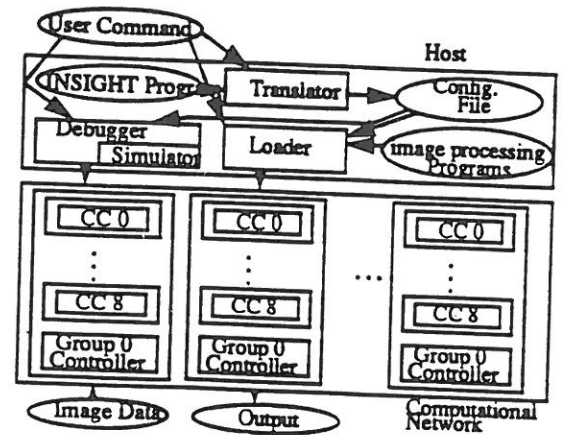 User Command
Host
INSIGHT Progr
Translator
Config.
File
Debugger
Simulator
Loader
image processing
Programs
CC 0
CC 0
CC 0
CC 8
CC 8
CC 8
Group 0
Controller
Group 0
Controller
Group 0
Controller
Image Data
Output
Computational
Network